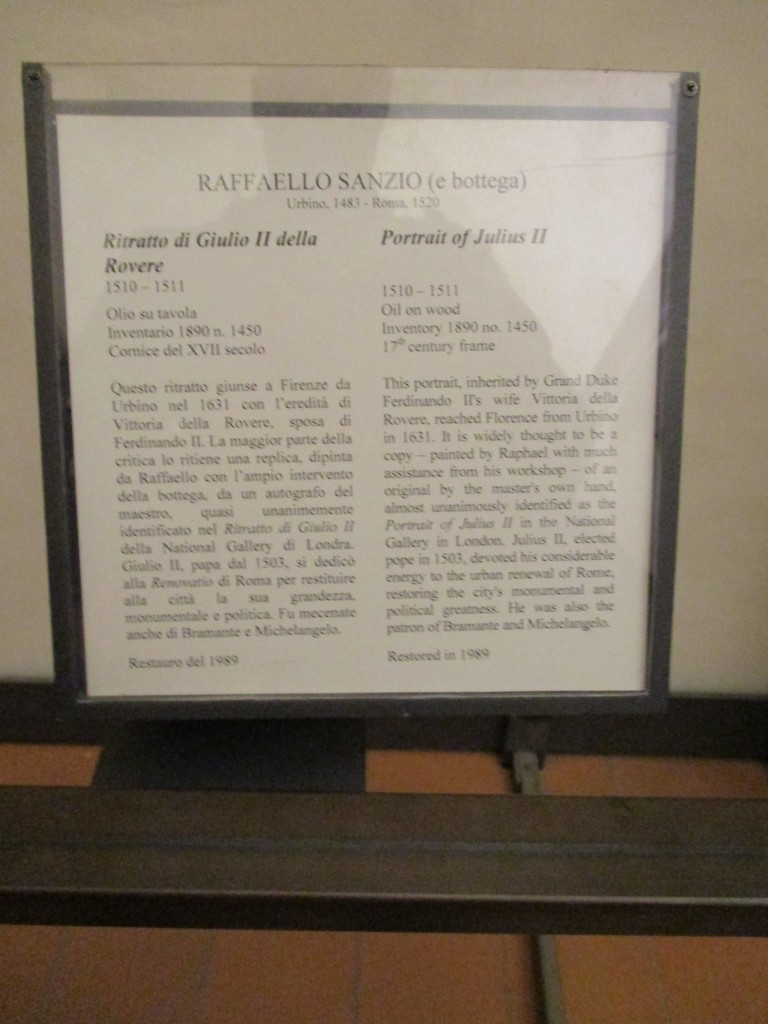 RAFFAELLO SANZIO (e bottega)
Urbino, 1483 - Roma, 1520
Ritratto di Giulio II della
Rovere
1510 – 1511
Olio su tavola
Inventario 1890 n. 1450
Cornice del XVII secolo
Questo ritratto giunse a Firenze da
Urbino nel 1631 con l'eredità di
Vittoria della Rovere, sposa di
Ferdinando II. La maggior parte della
critica lo ritiene una replica, dipinta
da Raffaello con l'ampio intervento
della bottega, da un autografo del
maestro, quasi unanimemente
identificato nel Ritratto di Giulio II
della National Gallery di Londra.
Giulio II, papa dal 1503, si dedicò
alla Renovatio di Roma per restituire
alla città la sua grandezza,
monumentale e politica. Fu mecenate
anche di Bramante e Michelangelo.
Restauro del 1989
Portrait of Julius II
1510 – 1511
Oil on wood
Inventory 1890 no. 1450
17th century frame
This portrait, inherited by Grand Duke
Ferdinando II's wife Vittoria della
Rovere, reached Florence from Urbino
in 1631. It is widely thought to be a
copy – painted by Raphael with much
assistance from his workshop – of an
original by the master's own hand,
almost unanimously identified as the
Portrait of Julius II in the National
Gallery in London. Julius II, elected
pope in 1503, devoted his considerable
energy to the urban renewal of Rome,
restoring the city's monumental and
political greatness. He was also the
patron of Bramante and Michelangelo.
Restored in 1989